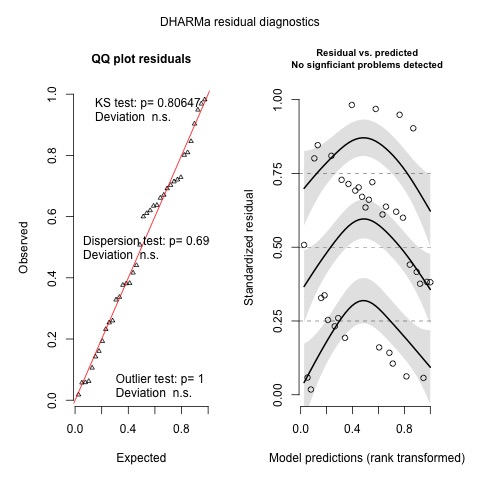 DHARMa residual diagnostics
QQ plot residuals
Observed
1.0
0.8
0.6
0.4
0.2
0.0
KS test: p= 0.80647
Deviation n.s.
Dispersion test: p= 0.69
Deviation n.s.
Outlier test: p= 1
Deviation n.s.
0.0 0.4 0.8
Expected
Residual vs. predicted
No signficiant problems detected
Standardized residual
1.00
0.75
0.50
0.25
0.00
0.0 0.4 0.8
Model predictions (rank transformed)